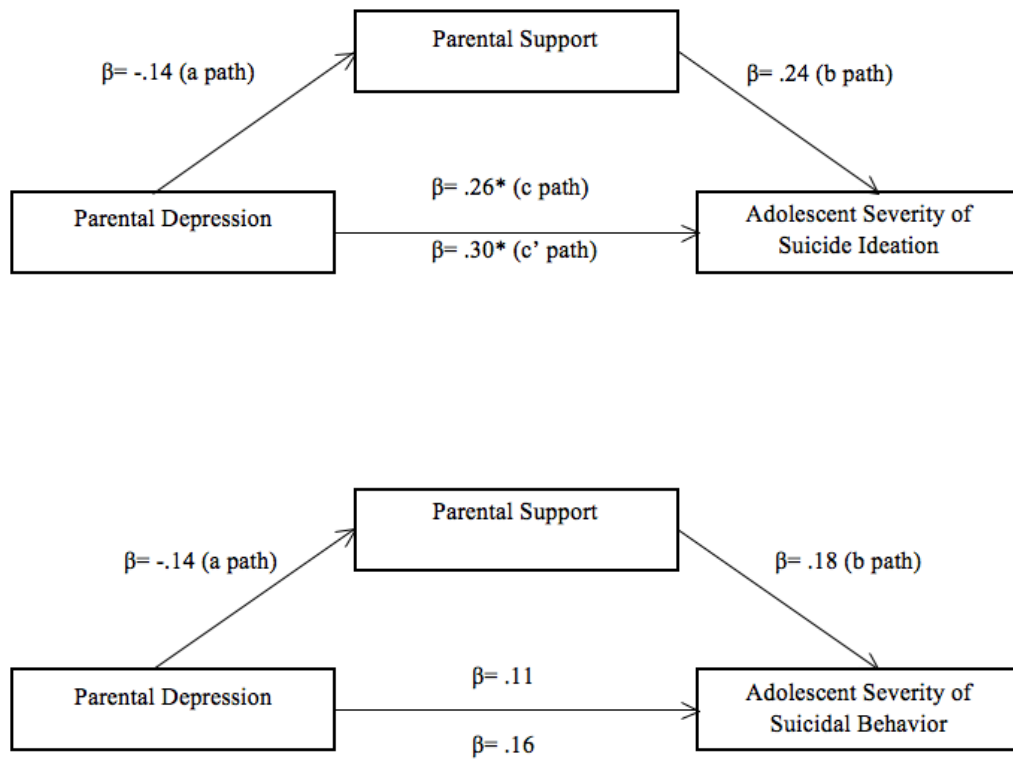 Parental Support
β= -.14 (a path)
β= .24 (b path)
β= .26* (c path)
Parental Depression
Adolescent Severity of
Suicide Ideation
β= .30* (c’ path)
Parental Support
β= -.14 (a path)
β= .18 (b path)
β= .11
Parental Depression
Adolescent Severity of
Suicidal Behavior
β= .16